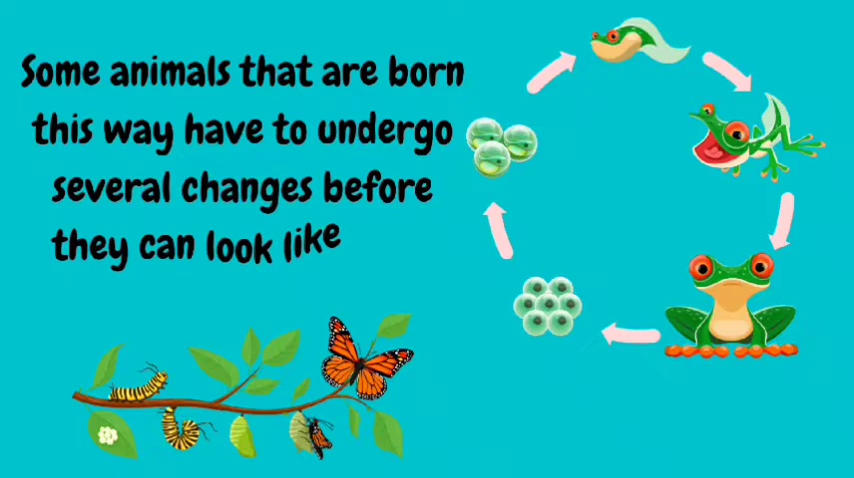 Some animals that are born
this way have to undergo
several changes before
they can look like